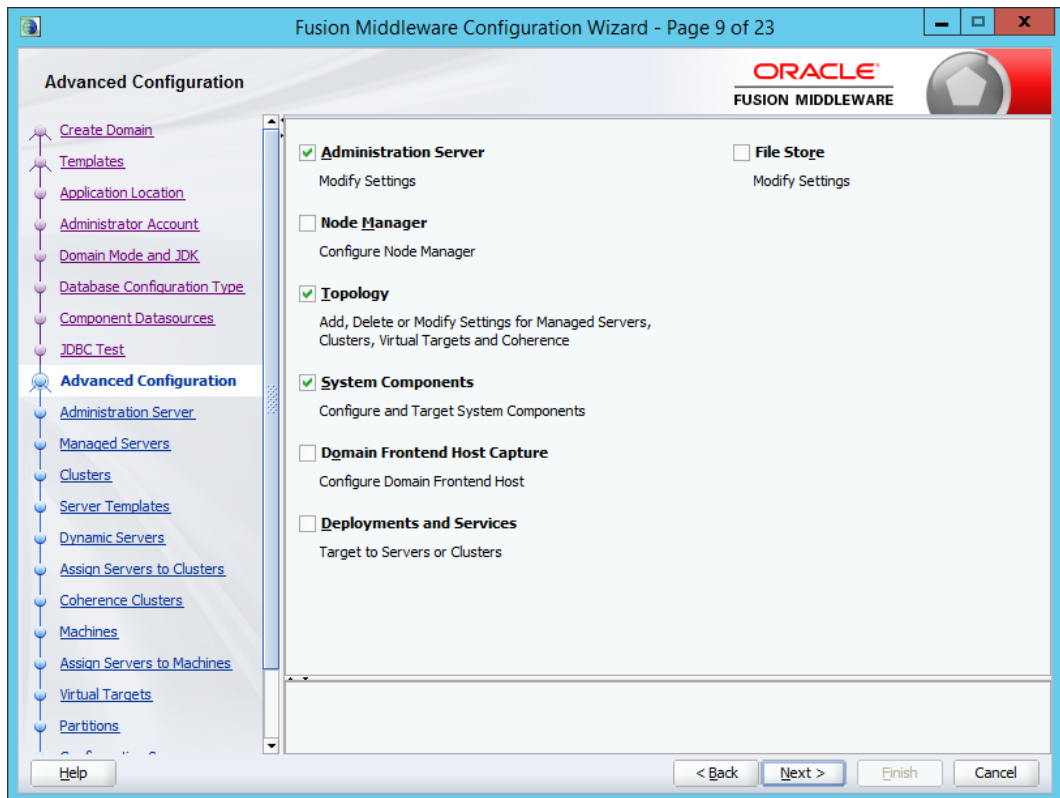 Fusion Middleware Configuration Wizard - Page 9 of 23
Advanced Configuration
ORACLE
FUSION MIDDLEWARE
Create Domain
Templates
Application Location
Administrator Account
Domain Mode and JDK
Database Configuration Type
Component Datasources
JDBC Test
Advanced Configuration
Administration Server
Managed Servers
Clusters
Server Templates
Dynamic Servers
Assign Servers to Clusters
Coherence Clusters
Machines
Assign Servers to Machines
Virtual Targets
Partitions
Administration Server
Modify Settings
Node Manager
Configure Node Manager
Topology
Add, Delete or Modify Settings for Managed Servers,
Clusters, Virtual Targets and Coherence
System Components
Configure and Target System Components
Domain Frontend Host Capture
Configure Domain Frontend Host
Deployments and Services
Target to Servers or Clusters
File Store
Modify Settings
Help
< Back
Next >
Finish
Cancel